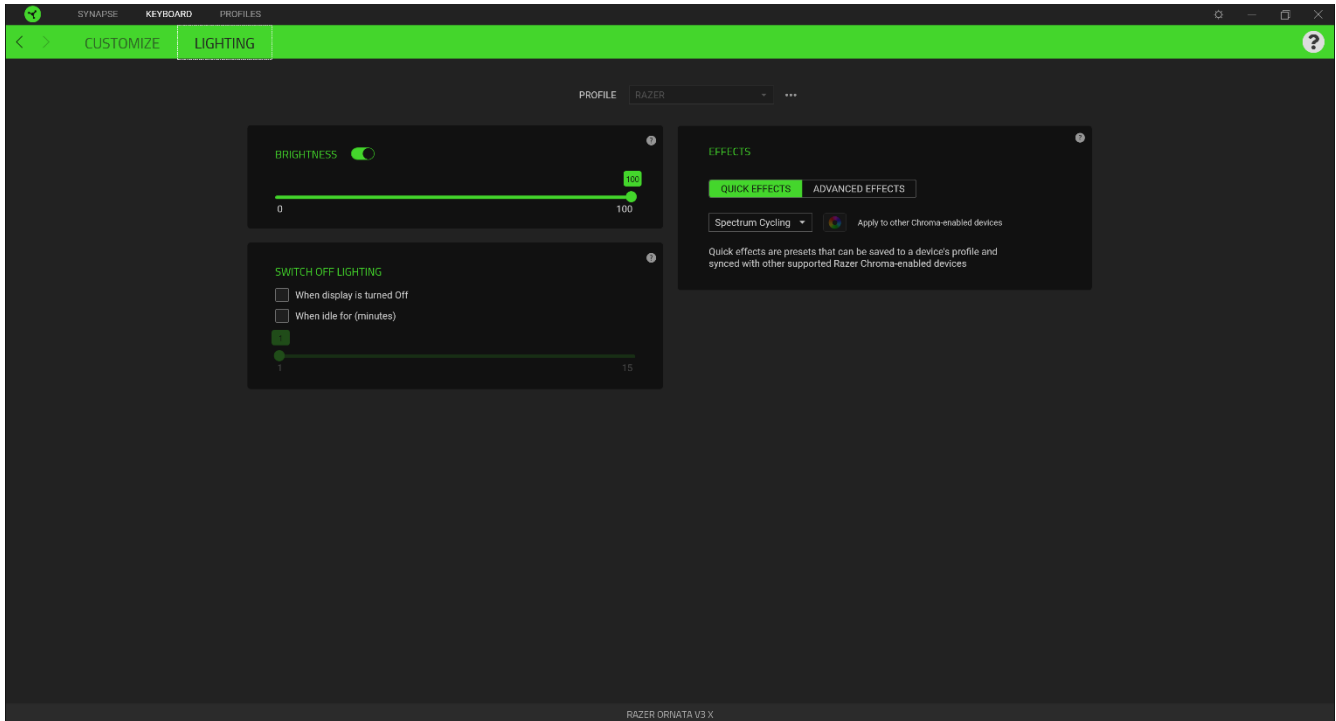 SYNAPSE KEYBOARD PROFILES
CUSTOMIZE LIGHTING
?
PROFILE RAZER
BRIGHTNESS
?
100
0 100
SWITCH OFF LIGHTING
?
When display is turned Off
When idle for (minutes)
1
1 15
EFFECTS
?
QUICK EFFECTS ADVANCED EFFECTS
Spectrum Cycling Apply to other Chroma-enabled devices
Quick effects are presets that can be saved to a device's profile and
synced with other supported Razer Chroma-enabled devices
RAZER ORNATA V3 X